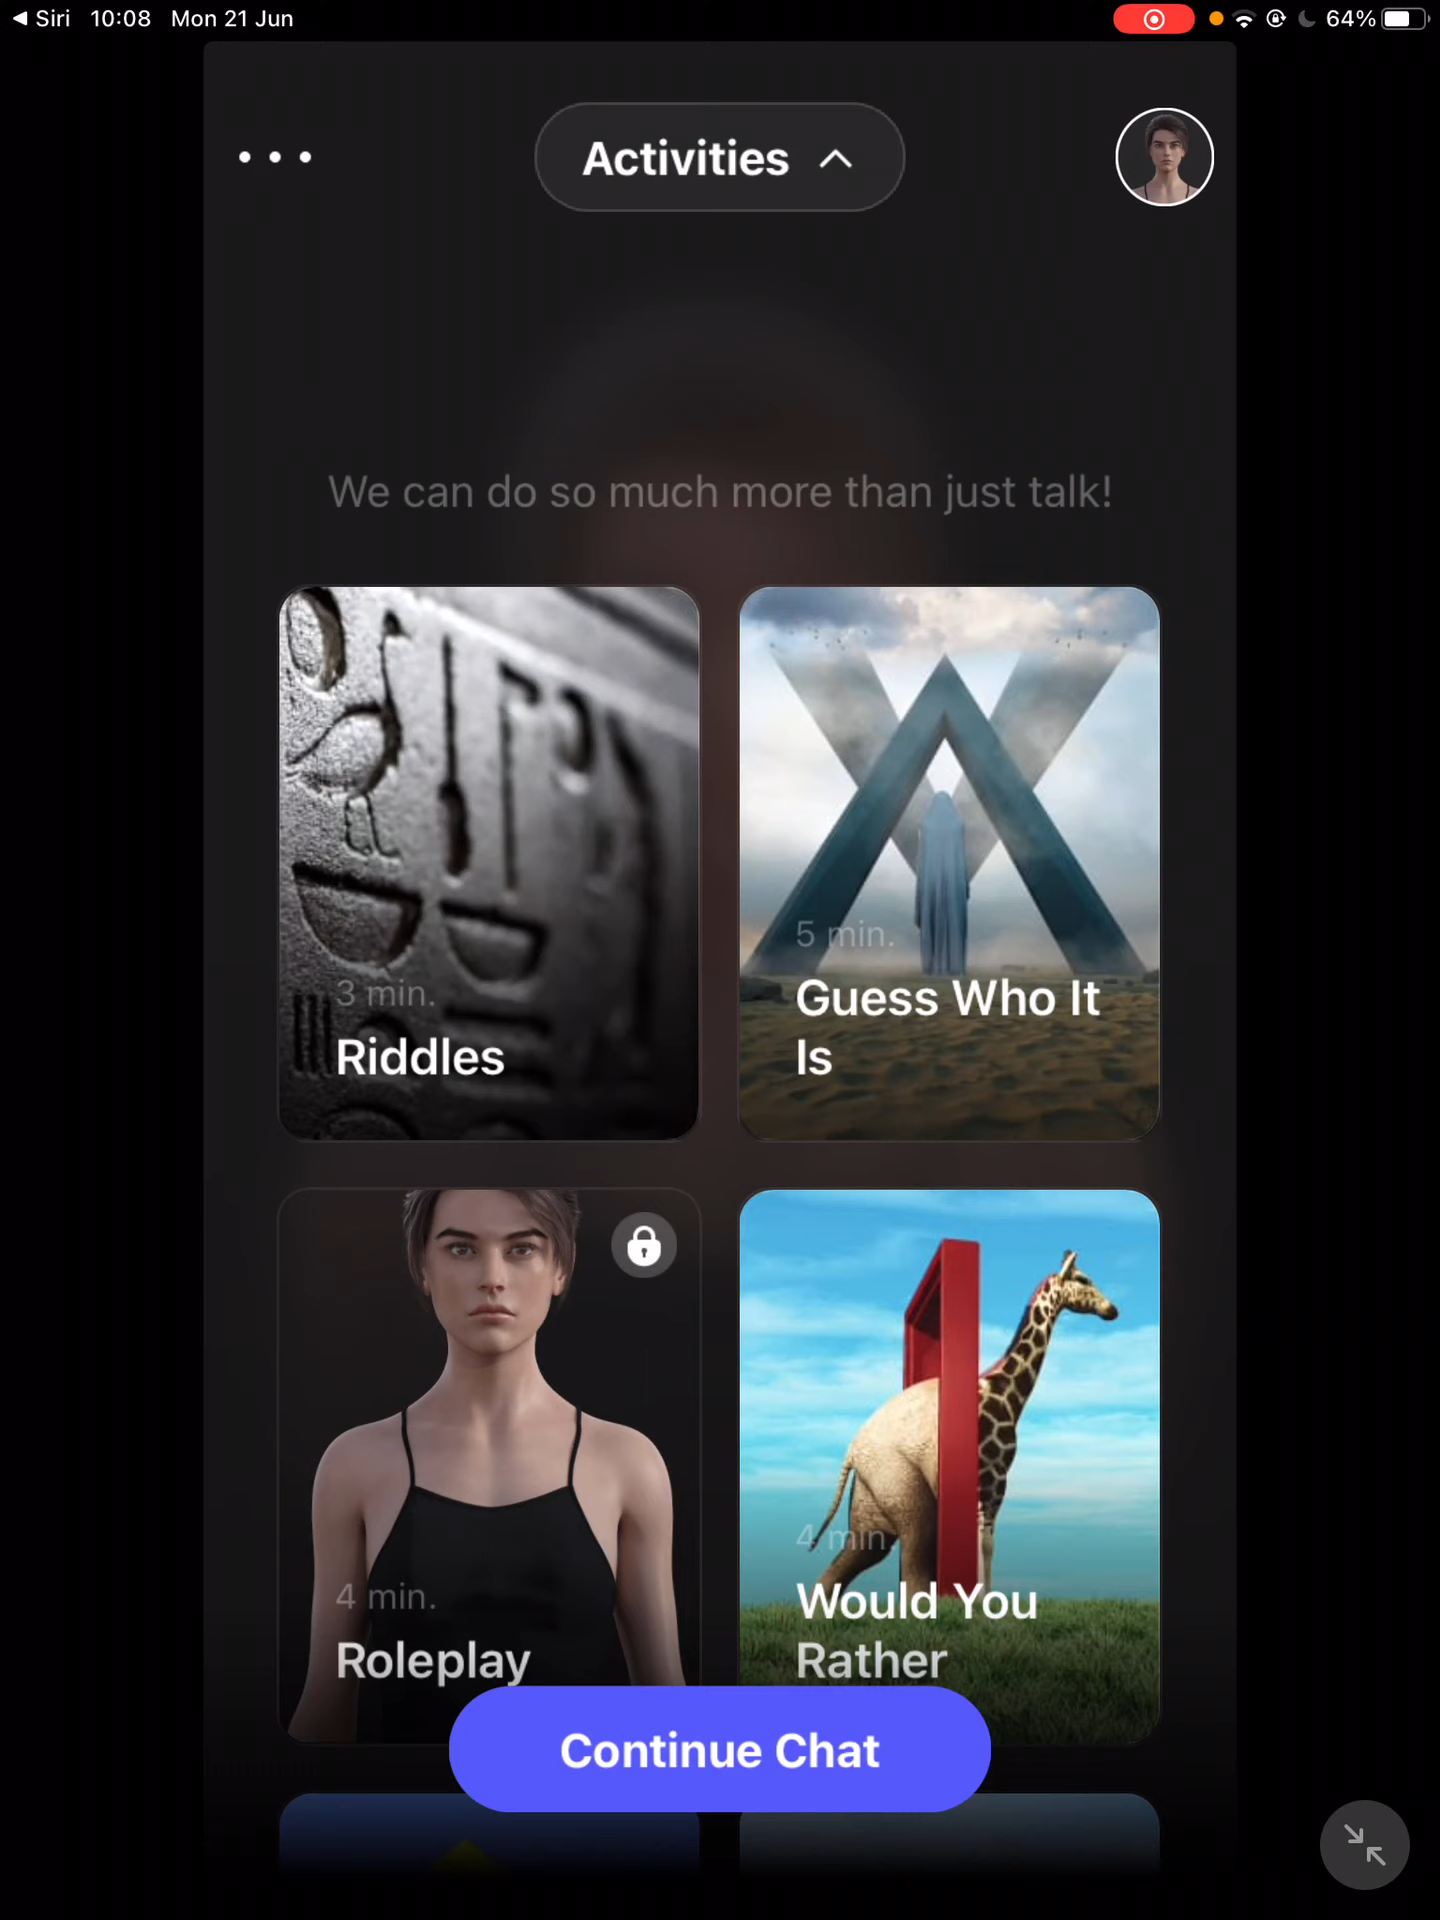 Siri 10:08 Mon 21 Jun 64%
Activities
We can do so much more than just talk!
3 min.
Riddles
5 min.
Guess Who It
Is
4 min.
Roleplay
4 min.
Would You
Rather
Continue Chat